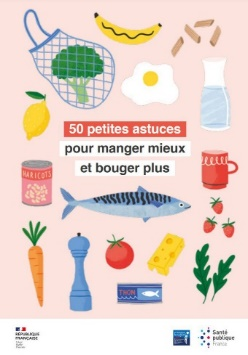 50 petites astuces
pour manger mieux
et bouger plus
HARICOTS
THON
RÉPUBLIQUE
FRANÇAISE
Santé
publique
France